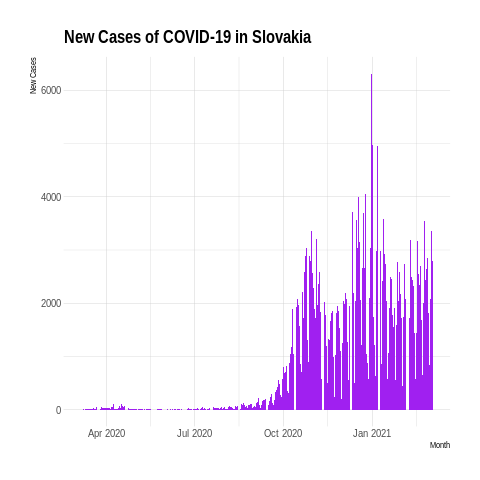 New Cases of COVID-19 in Slovakia
New Cases
6000
4000
2000
0
Apr 2020
Jul 2020
Oct 2020
Jan 2021
Month